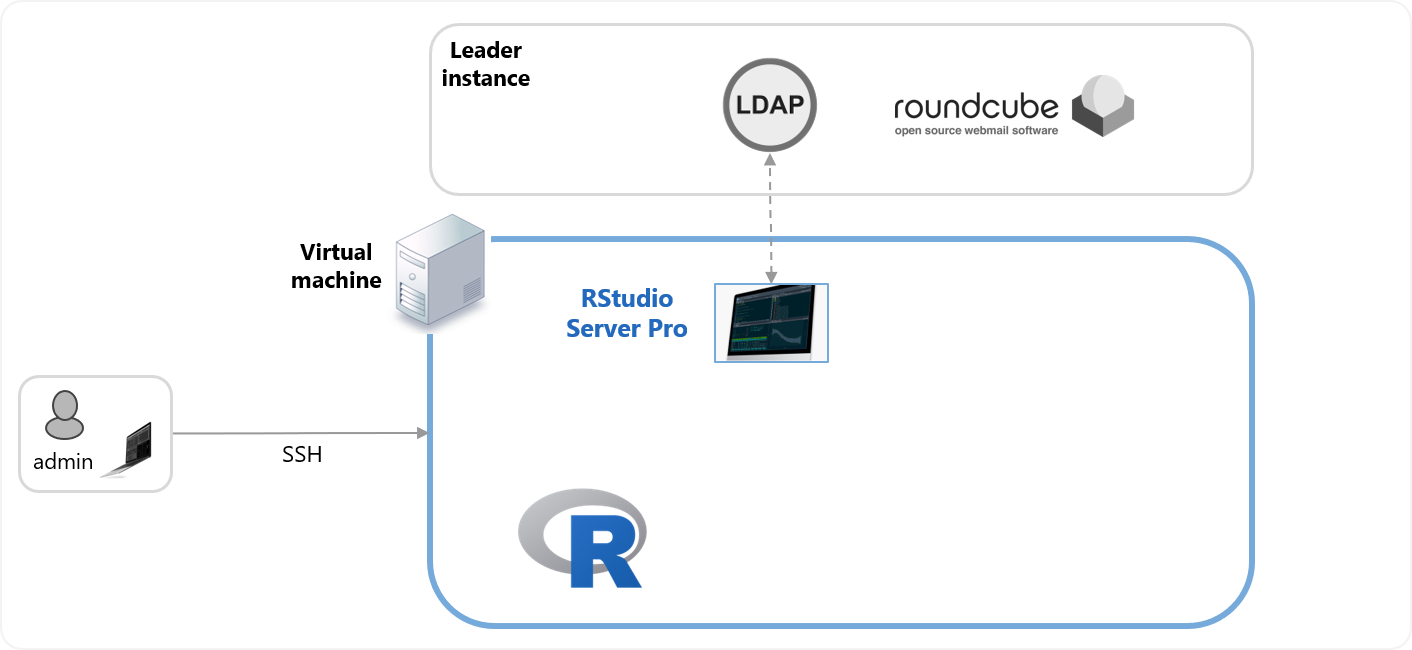 Leader
instance
LDAP
roundcube
open source webmail software
Virtual
machine
RStudio
Server Pro
admin
SSH
R